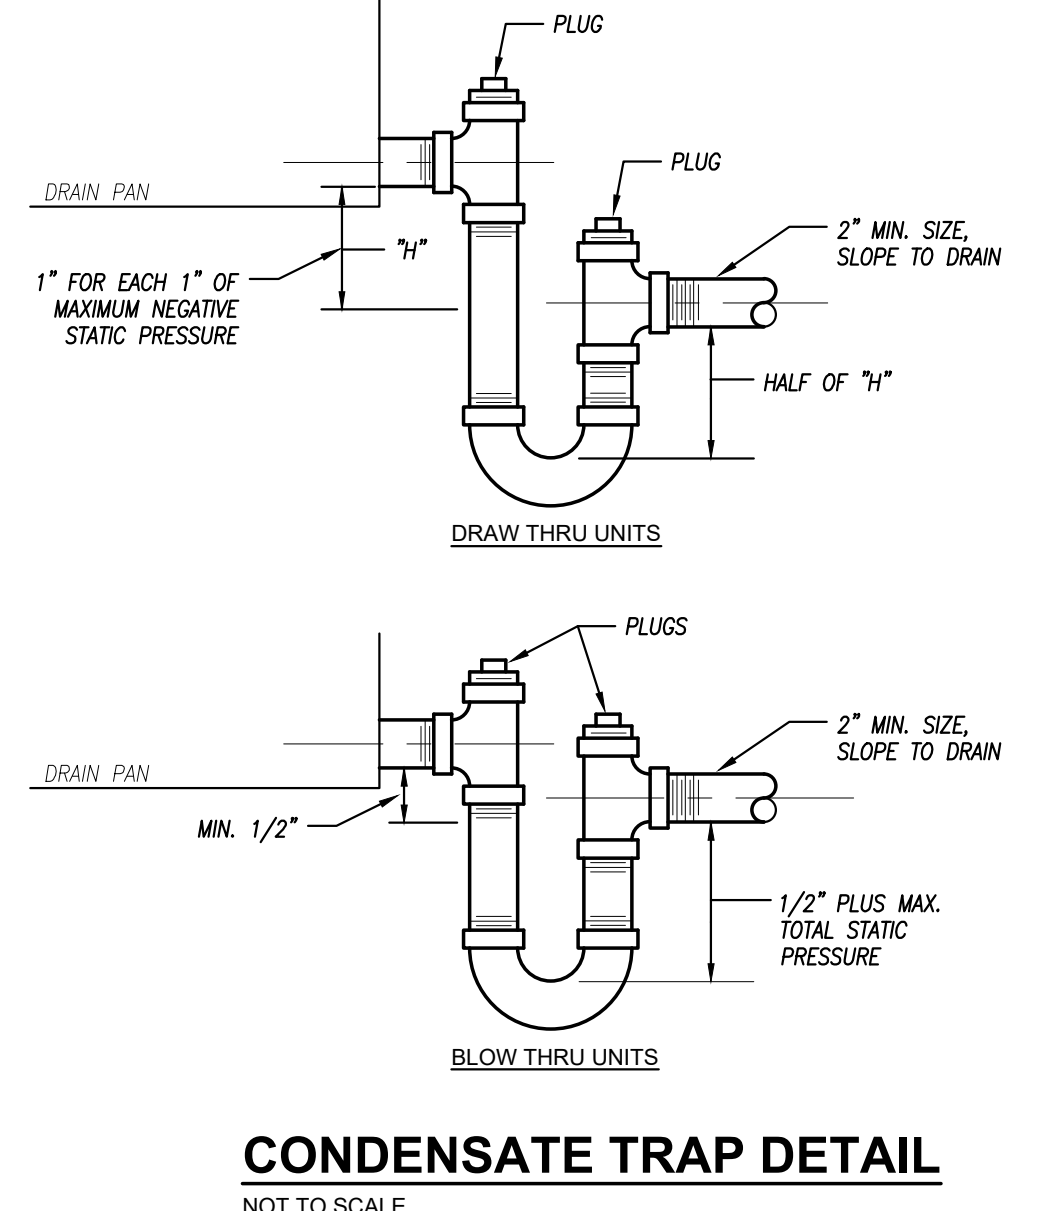 PLUG
PLUG
DRAIN PAN
2" MIN. SIZE,
SLOPE TO DRAIN
"H"
1" FOR EACH 1" OF
MAXIMUM NEGATIVE
STATIC PRESSURE
HALF OF "H"
DRAW THRU UNITS
PLUGS
2" MIN. SIZE,
SLOPE TO DRAIN
DRAIN PAN
MIN. 1/2"
1/2" PLUS MAX.
TOTAL STATIC
PRESSURE
BLOW THRU UNITS
CONDENSATE TRAP DETAIL
NOT TO SCALE